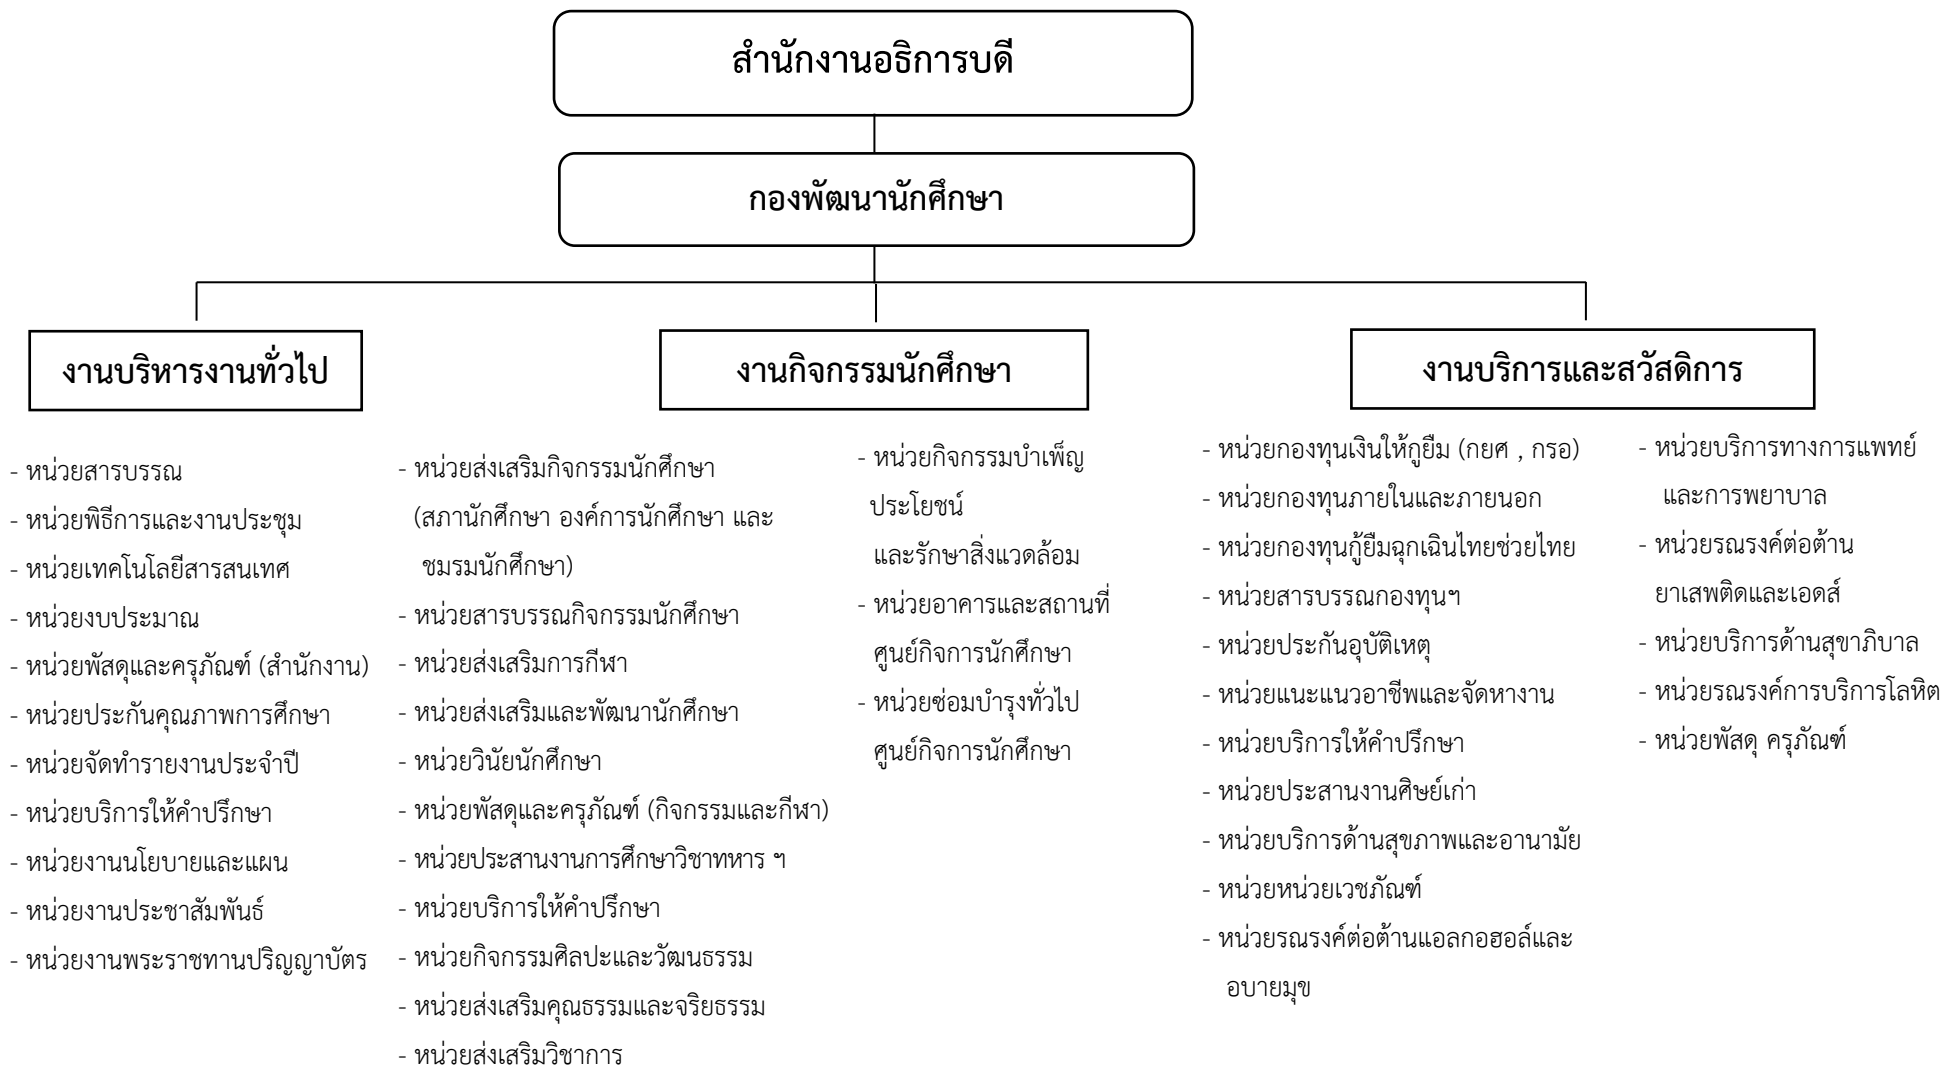 สำนักงานอธิการบดี
กองพัฒนานักศึกษา
งานบริหารงานทั่วไป
- หน่วยสารบรรณ
- หน่วยพิธีการและงานประชุม
- หน่วยเทคโนโลยีสารสนเทศ
- หน่วยงบประมาณ
- หน่วยพัสดุและครุภัณฑ์ (สำนักงาน)
- หน่วยประกันคุณภาพการศึกษา
- หน่วยจัดทำรายงานประจำปี
- หน่วยบริการให้คำปรึกษา
- หน่วยงานนโยบายและแผน
- หน่วยงานประชาสัมพันธ์
- หน่วยงานพระราชทานปริญญาบัตร
งานกิจกรรมนักศึกษา
- หน่วยส่งเสริมกิจกรรมนักศึกษา
(สภานักศึกษา องค์การนักศึกษา และ
ชมรมนักศึกษา)
- หน่วยสารบรรณกิจกรรมนักศึกษา
- หน่วยส่งเสริมการกีฬา
- หน่วยส่งเสริมและพัฒนานักศึกษา
- หน่วยวินัยนักศึกษา
- หน่วยพัสดุและครุภัณฑ์ (กิจกรรมและกีฬา)
- หน่วยประสานงานการศึกษาวิชาทหาร ฯ
- หน่วยบริการให้คำปรึกษา
- หน่วยกิจกรรมศิลปะและวัฒนธรรม
- หน่วยส่งเสริมคุณธรรมและจริยธรรม
- หน่วยส่งเสริมวิชาการ
- หน่วยกิจกรรมบำเพ็ญ
ประโยชน์
และรักษาสิ่งแวดล้อม
- หน่วยอาคารและสถานที่
ศูนย์กิจการนักศึกษา
- หน่วยซ่อมบำรุงทั่วไป
ศูนย์กิจการนักศึกษา
งานบริการและสวัสดิการ
- หน่วยกองทุนเงินให้กูยืม (กยศ , กรอ)
- หน่วยกองทุนภายในและภายนอก
- หน่วยกองทุนกู้ยืมฉุกเฉินไทยช่วยไทย
- หน่วยสารบรรณกองทุนฯ
- หน่วยประกันอุบัติเหตุ
- หน่วยแนะแนวอาชีพและจัดหางาน
- หน่วยบริการให้คำปรึกษา
- หน่วยประสานงานศิษย์เก่า
- หน่วยบริการด้านสุขภาพและอานามัย
- หน่วยหน่วยเวชภัณฑ์
- หน่วยรณรงค์ต่อต้านแอลกอฮอล์และ
อบายมุข
- หน่วยบริการทางการแพทย์
และการพยาบาล
- หน่วยรณรงค์ต่อต้าน
ยาเสพติดและเอดส์
- หน่วยบริการด้านสุขาภิบาล
- หน่วยรณรงค์การบริการโลหิต
- หน่วยพัสดุ ครุภัณฑ์